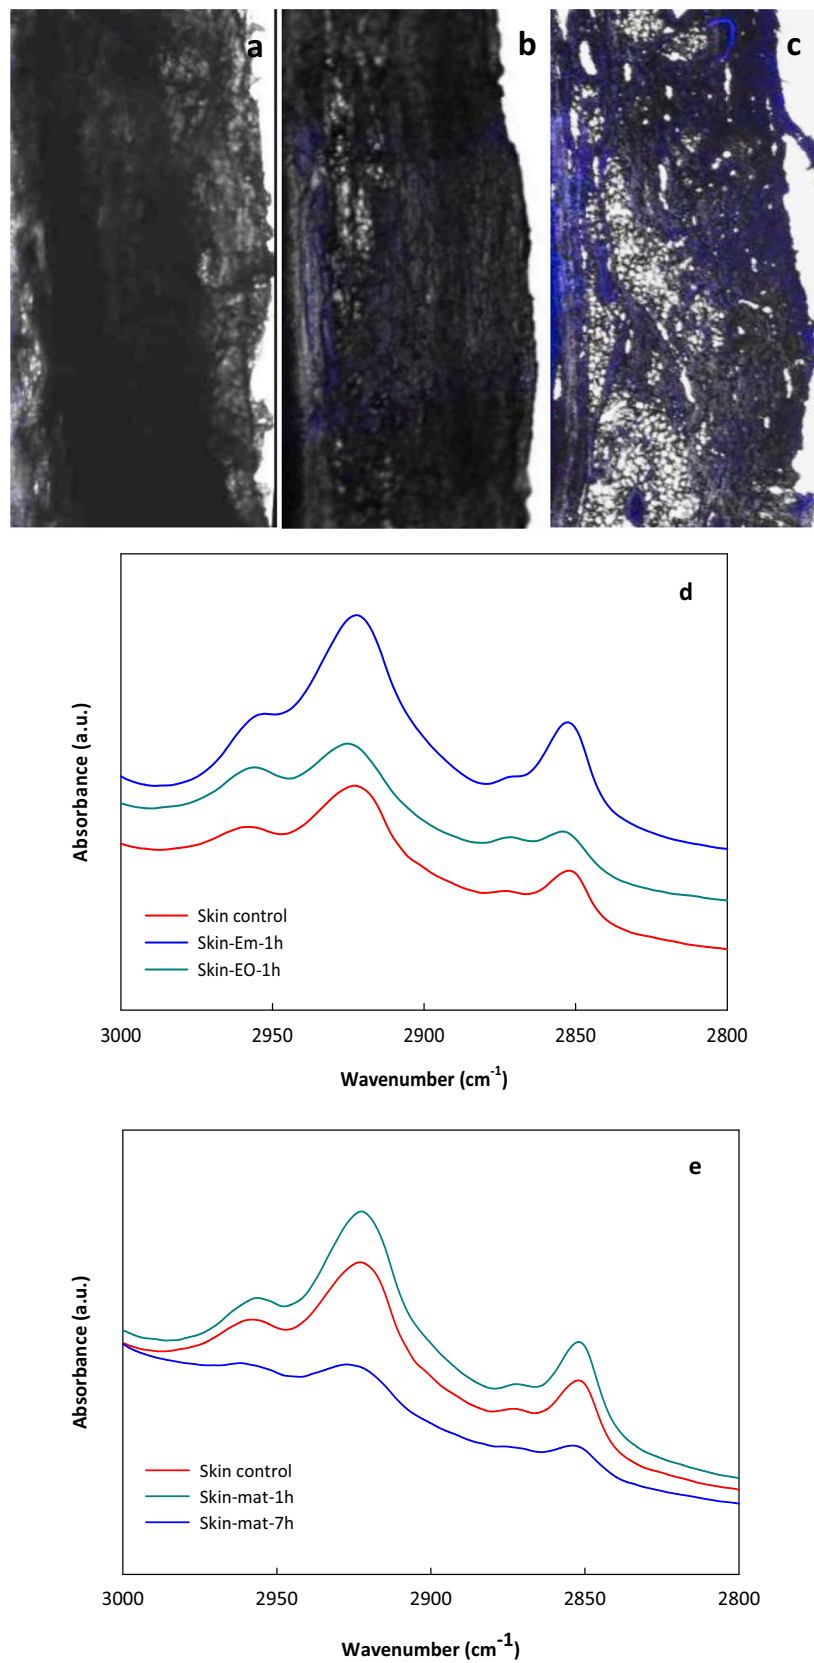 a
b
c
d
Absorbance (a.u.)
Skin control
Skin-Em-1h
Skin-EO-1h
3000 2950 2900 2850 2800
Wavenumber (cm⁻¹)
e
Absorbance (a.u.)
Skin control
Skin-mat-1h
Skin-mat-7h
3000 2950 2900 2850 2800
Wavenumber (cm⁻¹)